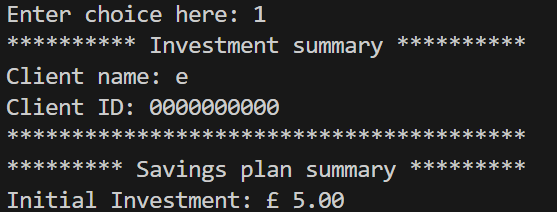 Enter choice here: 1
********** Investment summary **********
Client name: e
Client ID: 0000000000
****************************************
********* Savings plan summary *********
Initial Investment: £ 5.00